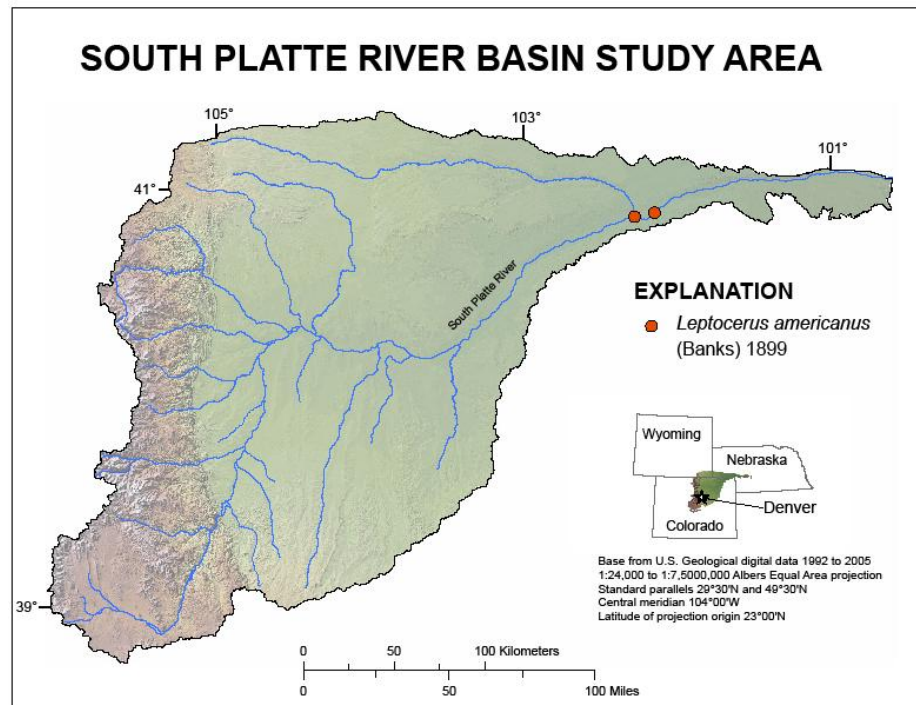 SOUTH PLATTE RIVER BASIN STUDY AREA
105°
103°
101°
41°
South Platte River
EXPLANATION
Leptocerus americanus
(Banks) 1899
Wyoming
Nebraska
Denver
Colorado
Base from U.S. Geological digital data 1992 to 2005
1:24,000 to 1:7,5000,000 Albers Equal Area projection
Standard parallels 29°30'N and 49°30'N
Central meridian 104°00'W
Latitude of projection origin 23°00'N
39°
0 50 100 Kilometers
0 50 100 Miles